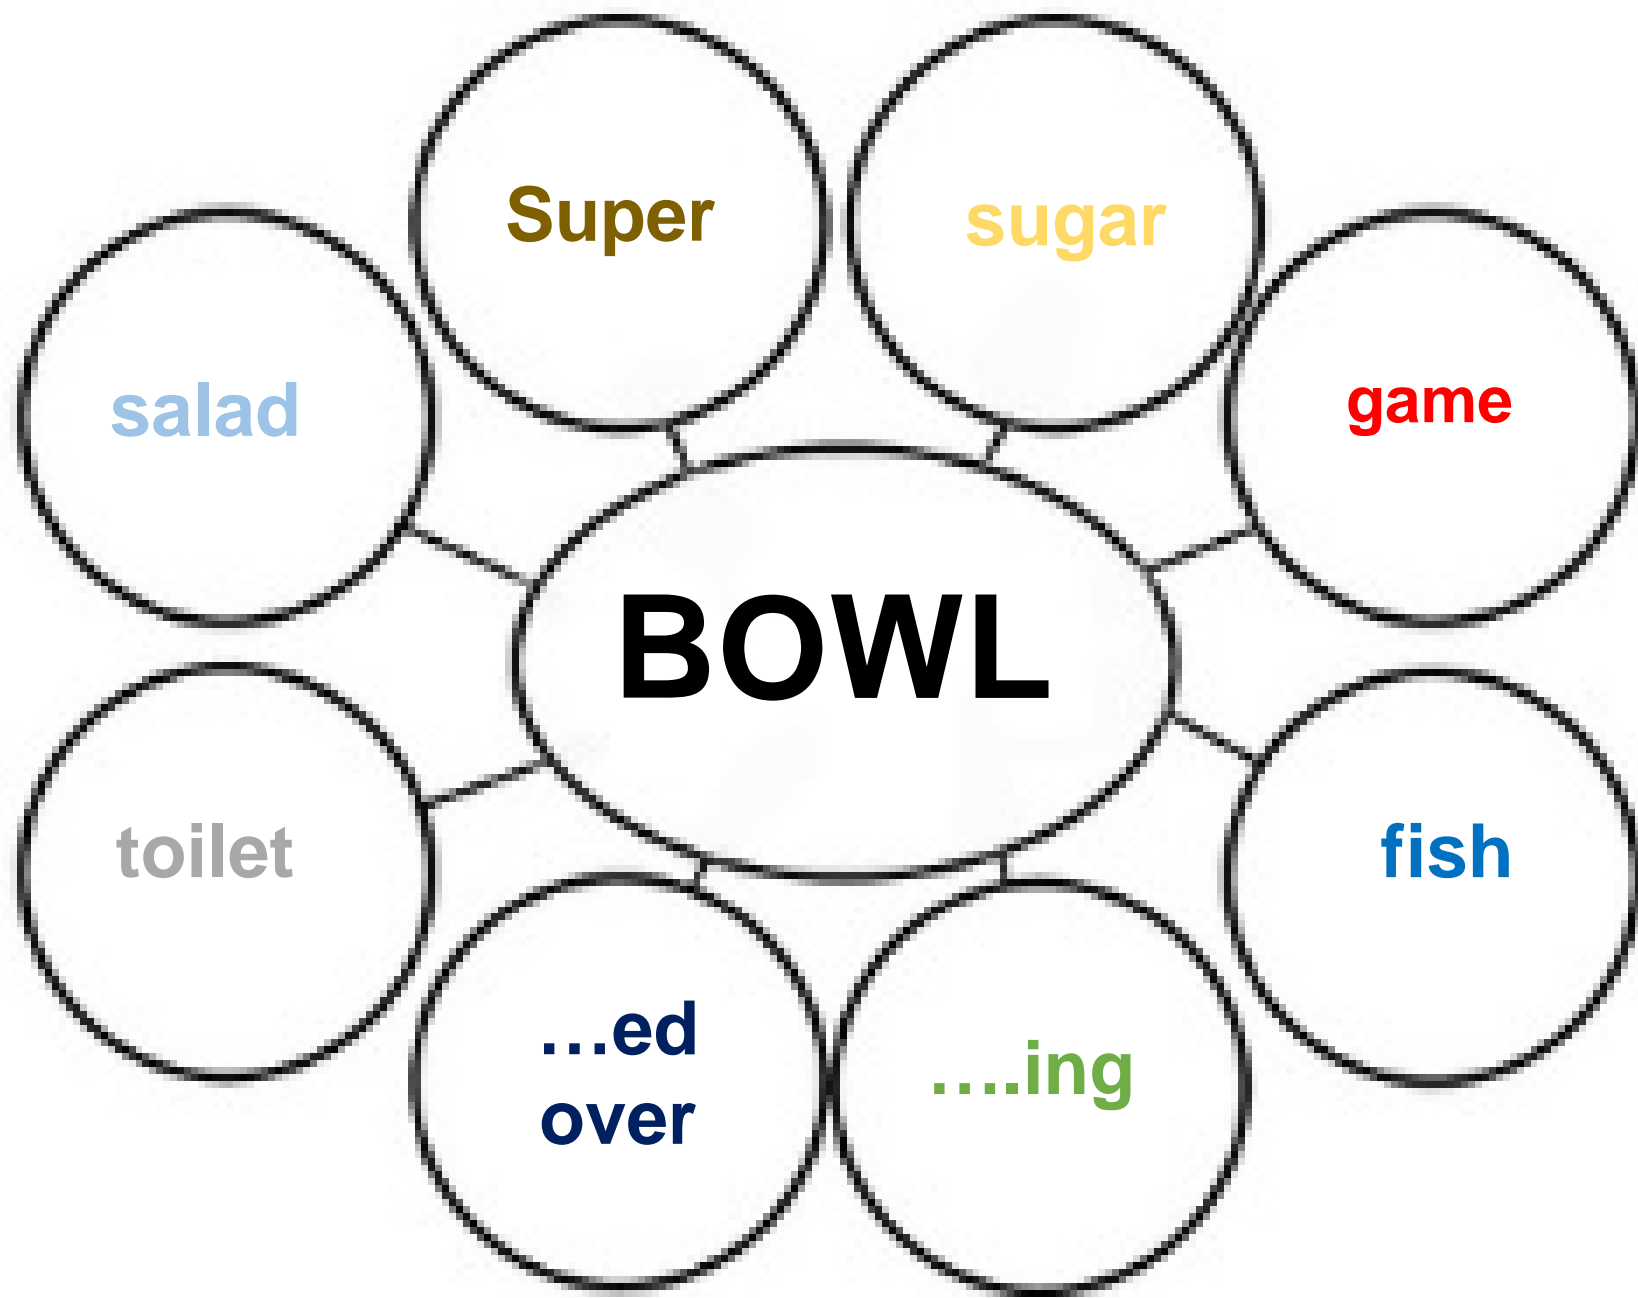 Super
sugar
salad
game
BOWL
toilet
fish
…ed
over
….ing